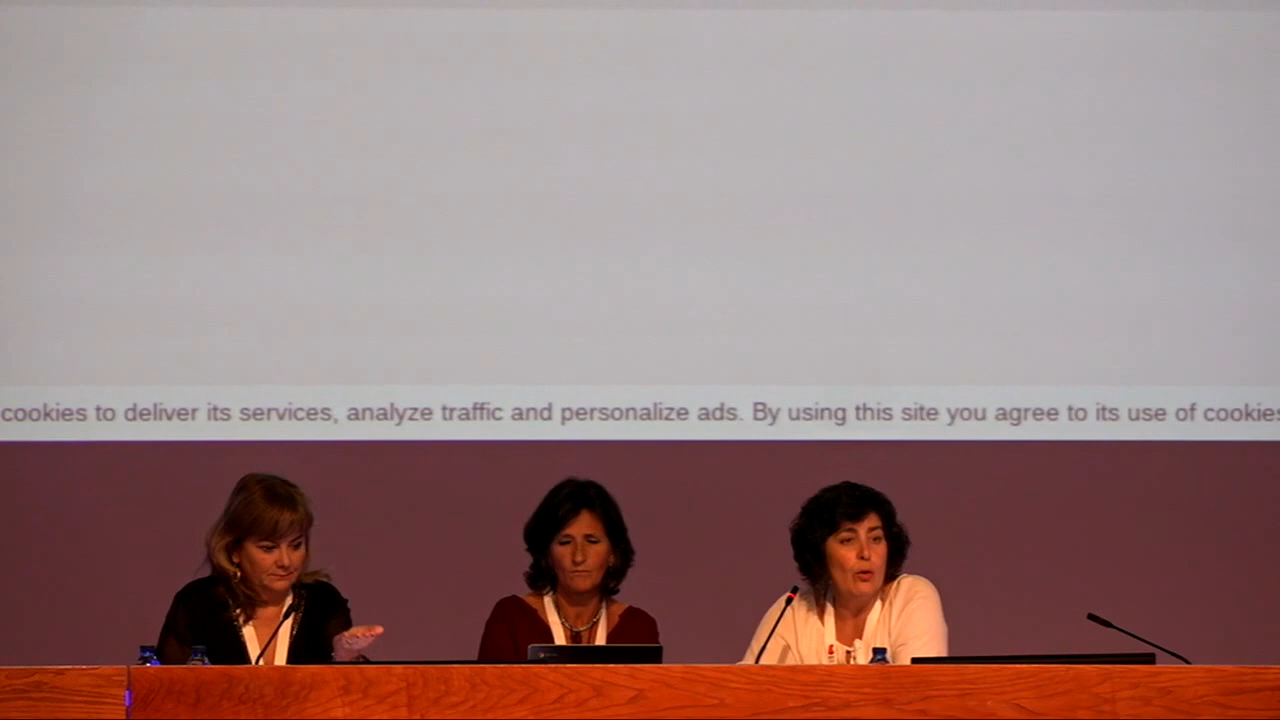 cookies to deliver its services, analyze traffic and personalize ads. By using this site you agree to its use of cookies